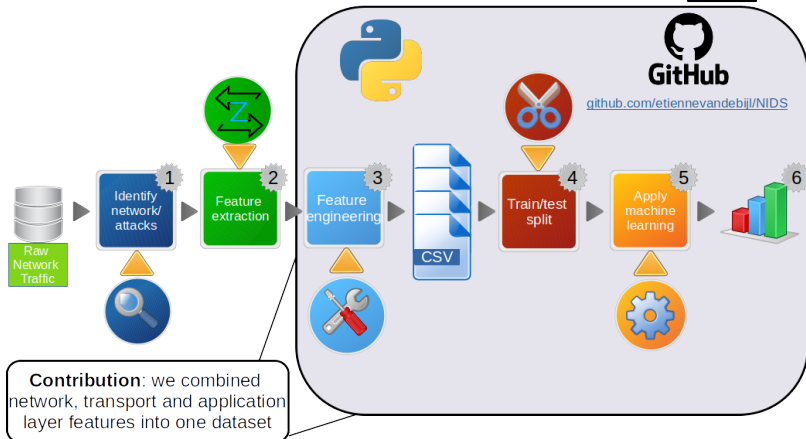 GitHub
github.com/etiennevandebijl/NIDS
Z
1
Identify
network/
attacks
2
Feature
extraction
3
Feature
engineering
CSV
4
Train/test
split
5
Apply
machine
learning
6
Raw
Network
Traffic
Contribution: we combined
network, transport and application
layer features into one dataset